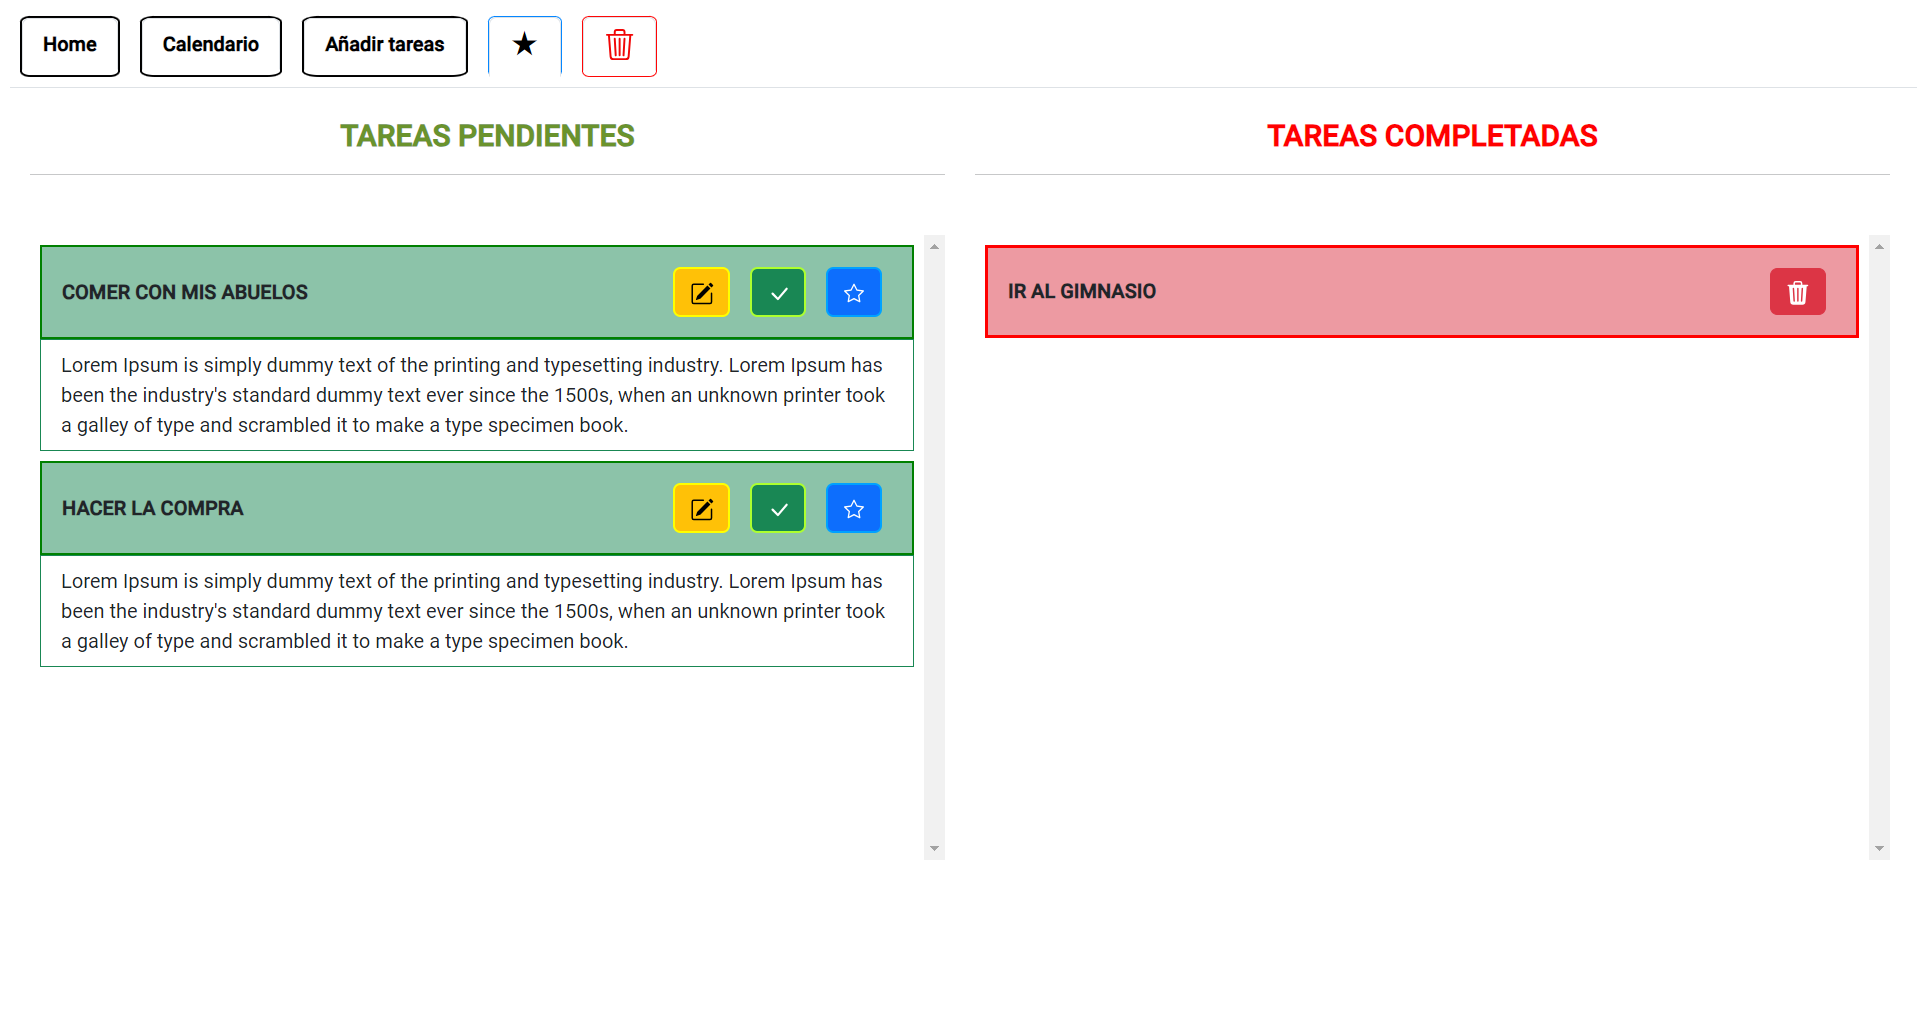 Home
Calendario
Añadir tareas
TAREAS PENDIENTES
COMER CON MIS ABUELOS
Lorem Ipsum is simply dummy text of the printing and typesetting industry. Lorem Ipsum has
been the industry's standard dummy text ever since the 1500s, when an unknown printer took
a galley of type and scrambled it to make a type specimen book.
HACER LA COMPRA
Lorem Ipsum is simply dummy text of the printing and typesetting industry. Lorem Ipsum has
been the industry's standard dummy text ever since the 1500s, when an unknown printer took
a galley of type and scrambled it to make a type specimen book.
TAREAS COMPLETADAS
IR AL GIMNASIO